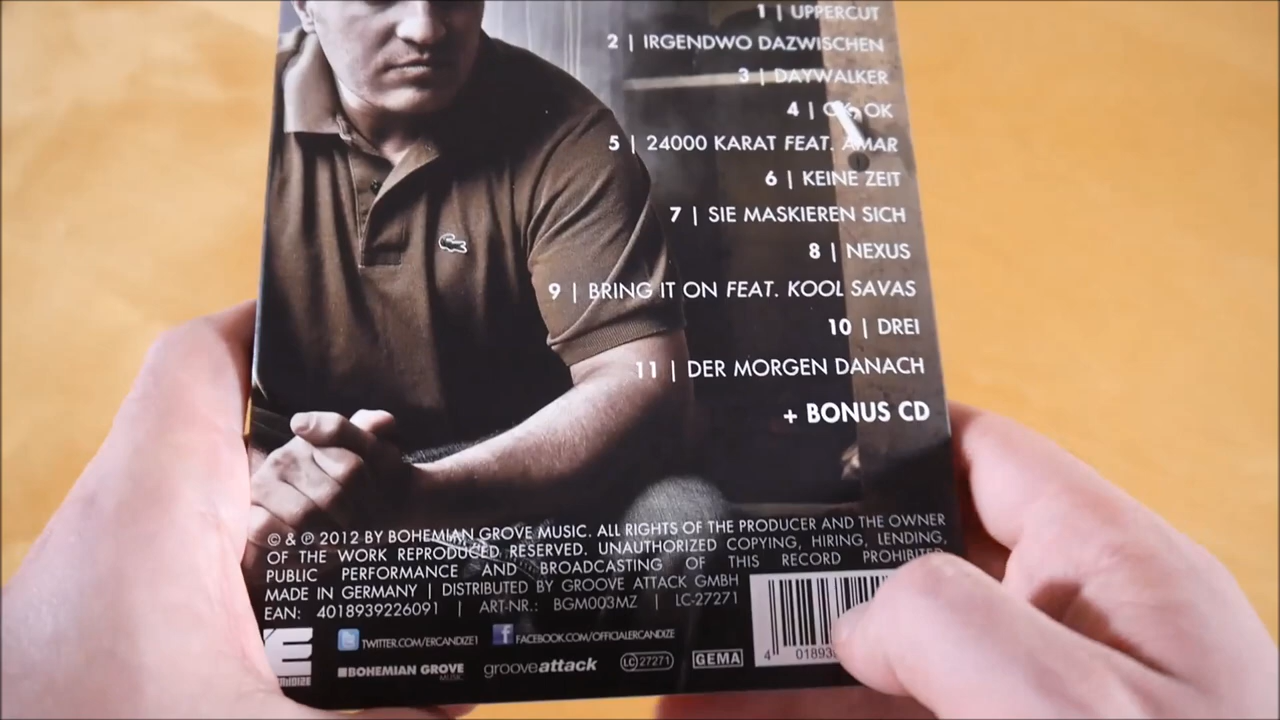 1 | UPPERCUT
2 | IRGENDWO DAZWISCHEN
3 | DAYWALKER
4 | OK, OK
5 | 24000 KARAT FEAT. AMAR
6 | KEINE ZEIT
7 | SIE MASKIEREN SICH
8 | NEXUS
9 | BRING IT ON FEAT. KOOL SAVAS
10 | DREI
11 | DER MORGEN DANACH
+ BONUS CD
© & ℗ 2012 BY BOHEMIAN GROVE MUSIC. ALL RIGHTS OF THE PRODUCER AND THE OWNER
OF THE WORK REPRODUCED RESERVED. UNAUTHORIZED COPYING, HIRING, LENDING,
PUBLIC PERFORMANCE AND BROADCASTING OF THIS RECORD PROHIBITED
MADE IN GERMANY | DISTRIBUTED BY GROOVE ATTACK GMBH
EAN: 4018939226091 | ART-NR.: BGM003MZ | LC-27271
TWITTER.COM/ERCANDIZE1 FACEBOOK.COM/OFFICIALERCANDIZE
BOHEMIAN GROVE MUSIC grooveattack LC 27271 GEMA
4 01893